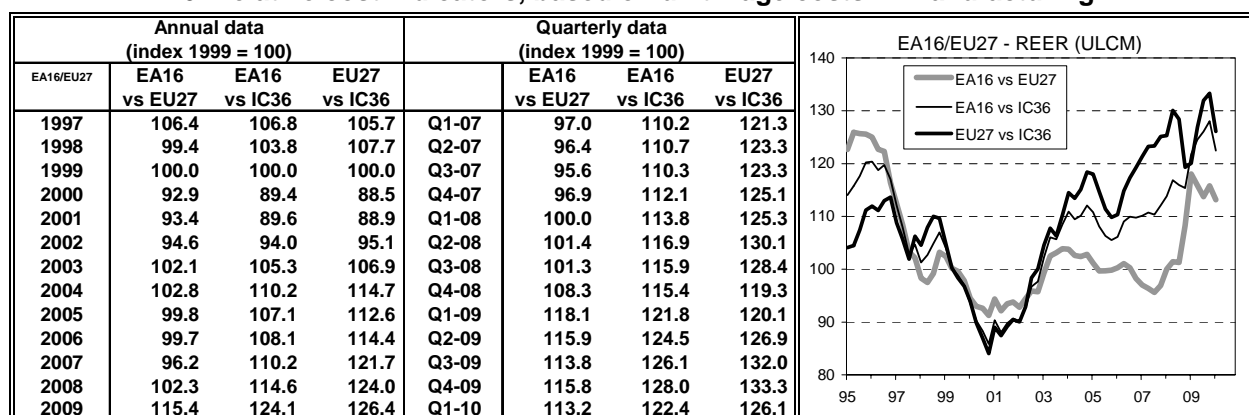 Annual data Quarterly data
(index 1999 = 100) (index 1999 = 100)
EA16/EU27 EA16 EA16 EU27 EA16 EA16 EU27
vs EU27 vs IC36 vs IC36 vs EU27 vs IC36 vs IC36
1997 106.4 106.8 105.7 Q1-07 97.0 110.2 121.3
1998 99.4 103.8 107.7 Q2-07 96.4 110.7 123.3
1999 100.0 100.0 100.0 Q3-07 95.6 110.3 123.3
2000 92.9 89.4 88.5 Q4-07 96.9 112.1 125.1
2001 93.4 89.6 88.9 Q1-08 100.0 113.8 125.3
2002 94.6 94.0 95.1 Q2-08 101.4 116.9 130.1
2003 102.1 105.3 106.9 Q3-08 101.3 115.9 128.4
2004 102.8 110.2 114.7 Q4-08 108.3 115.4 119.3
2005 99.8 107.1 112.6 Q1-09 118.1 121.8 120.1
2006 99.7 108.1 114.4 Q2-09 115.9 124.5 126.9
2007 96.2 110.2 121.7 Q3-09 113.8 126.1 132.0
2008 102.3 114.6 124.0 Q4-09 115.8 128.0 133.3
2009 115.4 124.1 126.4 Q1-10 113.2 122.4 126.1
EA16/EU27 - REER (ULCM)
EA16 vs EU27
EA16 vs IC36
EU27 vs IC36
140
130
120
110
100
90
80
95 97 99 01 03 05 07 09